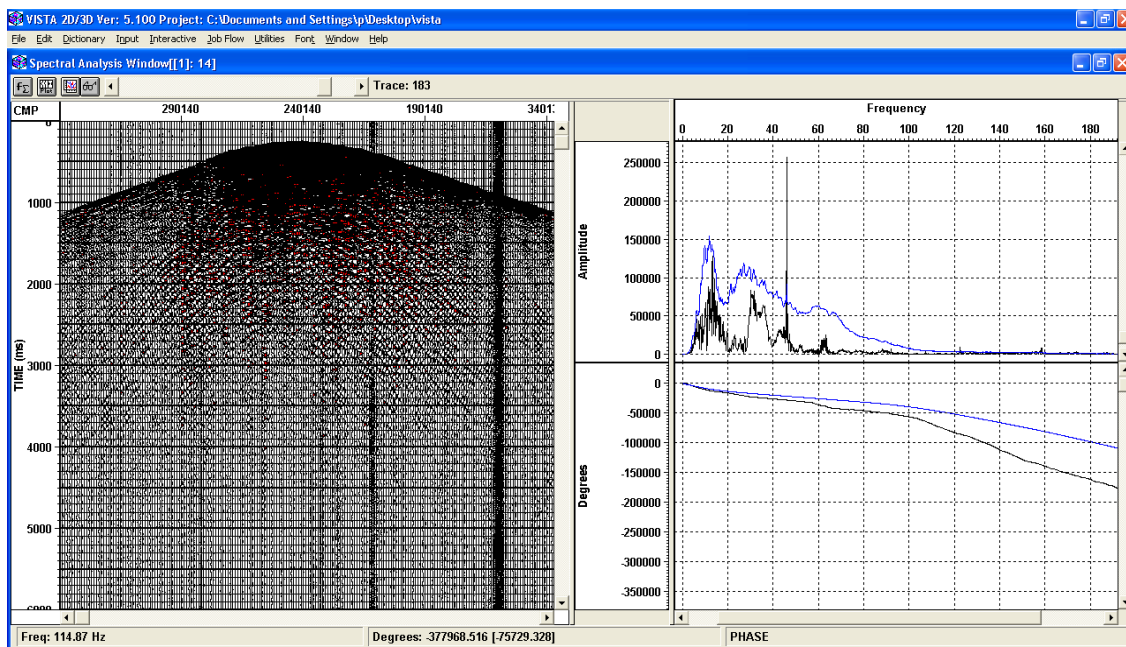 VISTA 2D/3D Ver: 5.100 Project: C:\Documents and Settings\p\Desktop\vista
File Edit Dictionary Input Interactive Job Flow Utilities Font Window Help
Spectral Analysis Window[[1]: 14]
Trace: 183
CMP 290140 240140 190140
Frequency
0 20 40 60 80 100 120 140 160 180
0
1000
2000
3000
4000
5000
TIME (ms)
Amplitude
250000
200000
150000
100000
50000
0
Degrees
0
-50000
-100000
-150000
-200000
-250000
-300000
-350000
Freq: 114.87 Hz Degrees: -377968.516 [-75729.328] PHASE